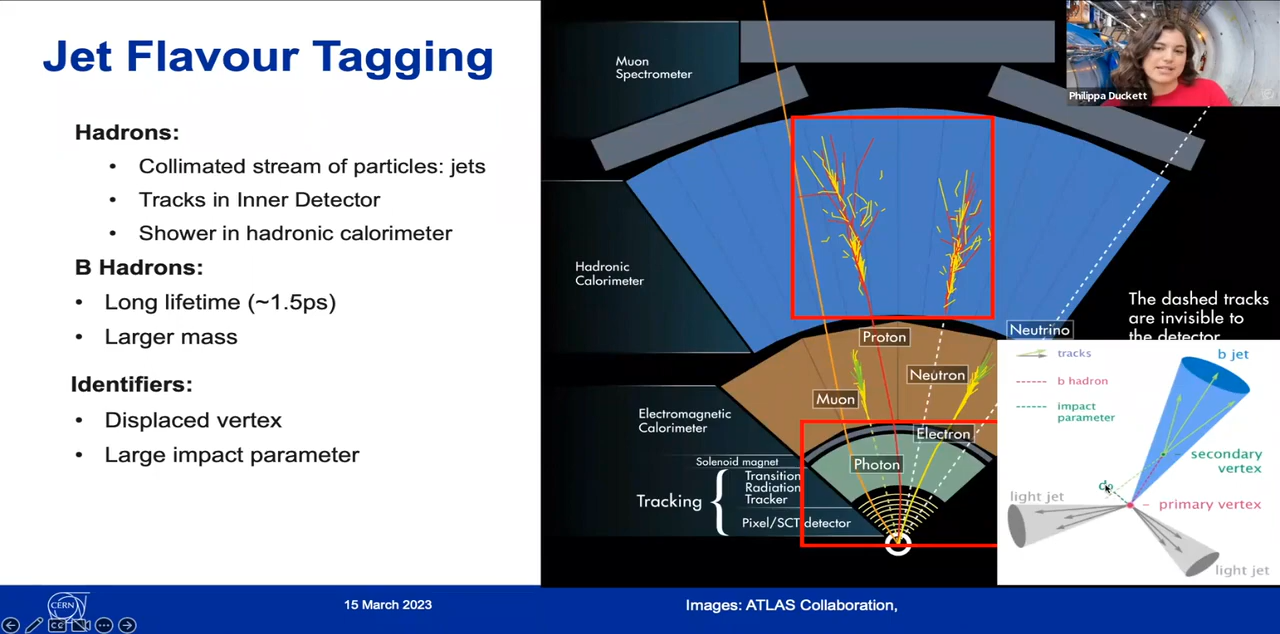 Jet Flavour Tagging
Hadrons:
• Collimated stream of particles: jets
• Tracks in Inner Detector
• Shower in hadronic calorimeter
B Hadrons:
• Long lifetime (~1.5ps)
• Larger mass
Identifiers:
• Displaced vertex
• Large impact parameter
Muon
Spectrometer
Philippa Duckett
Hadronic
Calorimeter
The dashed tracks
are invisible to
the detector
Neutrino
Proton
Neutron
Muon
Electromagnetic
Calorimeter
Electron
Photon
Solenoid magnet
Tracking
Transition
Radiation
Tracker
Pixel/SCT detector
tracks
b hadron
impact
parameter
b jet
secondary
vertex
d₀
primary vertex
light jet
light jet
CERN
15 March 2023
Images: ATLAS Collaboration,
CC